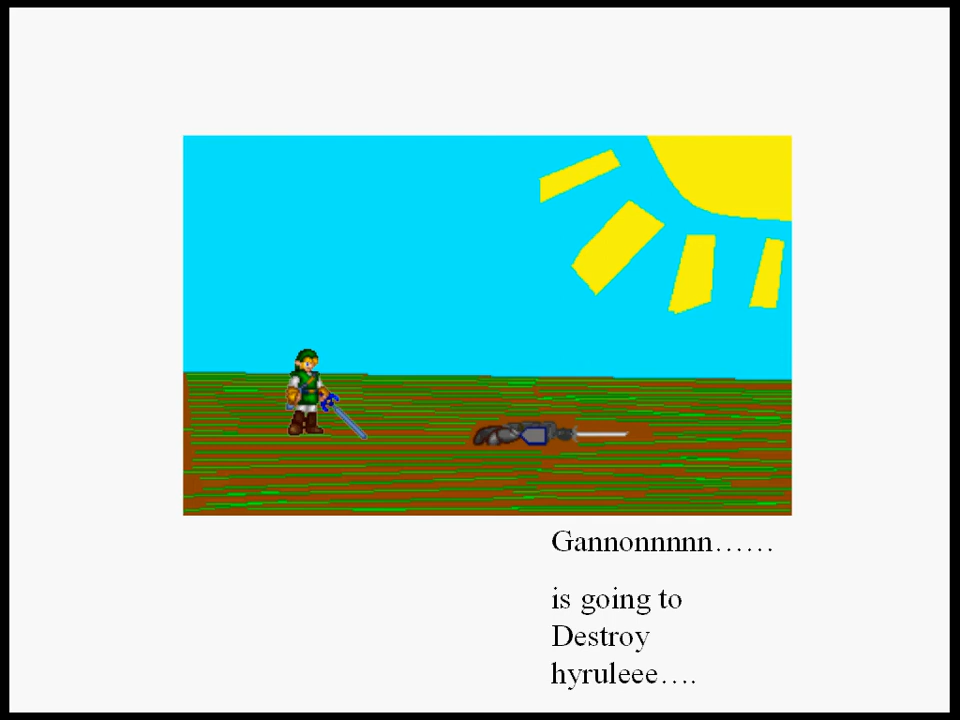 Gannonnnnn……
is going to
Destroy
hyruleee….